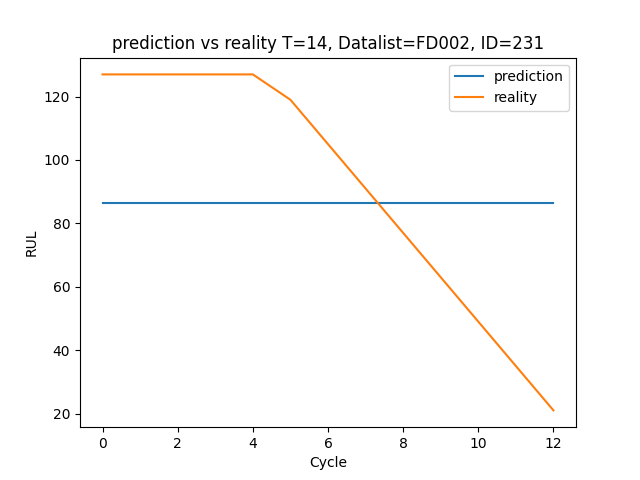 prediction vs reality T=14, Datalist=FD002, ID=231
prediction
reality
RUL
120
100
80
60
40
20
0 2 4 6 8 10 12
Cycle